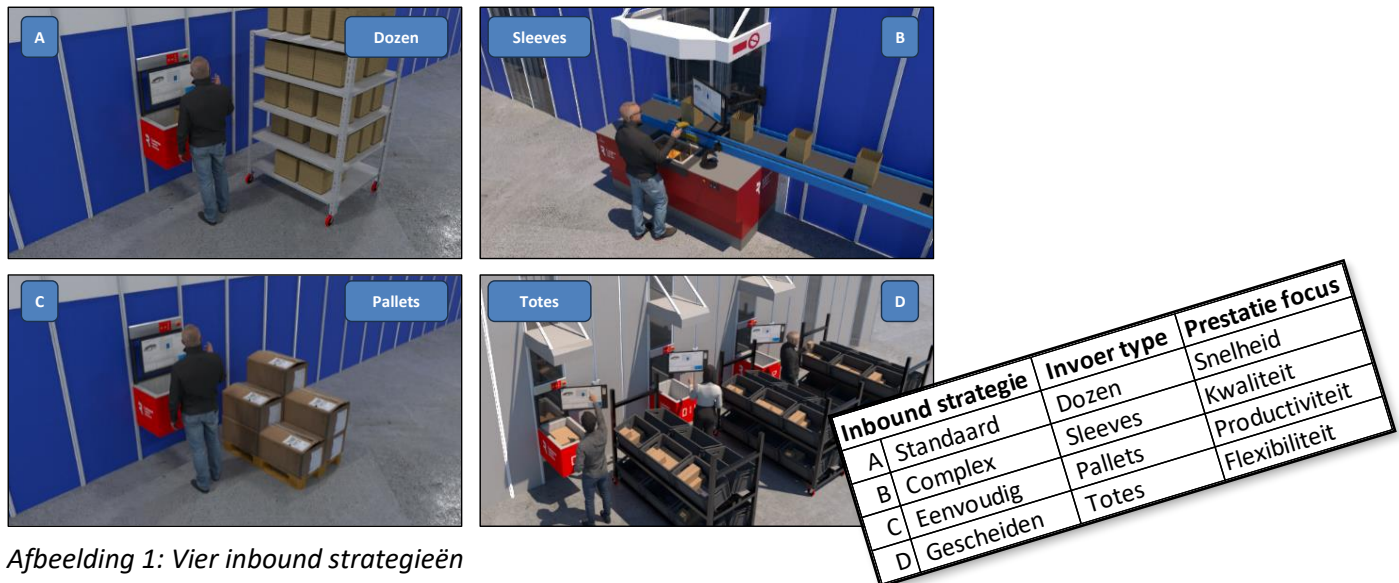 A
Dozen
Sleeves
B
C
Pallets
Totes
D
Inbound strategie Invoer type Prestatie focus
A Standaard Dozen Snelheid
B Complex Sleeves Kwaliteit
C Eenvoudig Pallets Productiviteit
D Gescheiden Totes Flexibiliteit
Afbeelding 1: Vier inbound strategieën